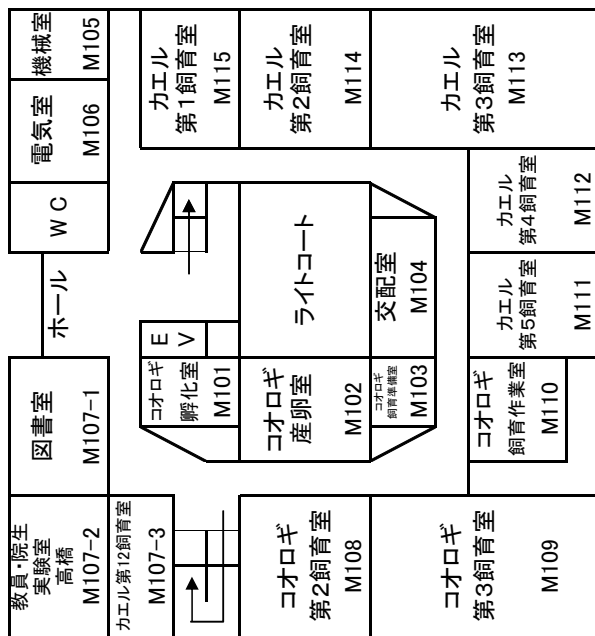 機械室
M105
電気室
M106
ＷＣ
ホール
図書室
M107-1
教員・院生
実験室
高橋
M107-2
カエル第12飼育室
M107-3
カエル
第1飼育室
M115
カエル
第2飼育室
M114
カエル
第3飼育室
M113
カエル
第4飼育室
M112
カエル
第5飼育室
M111
コオロギ
飼育作業室
M110
ライトコート
交配室
M104
ＥＶ
コオロギ
孵化室
M101
コオロギ
産卵室
M102
コオロギ
飼育準備室
M103
コオロギ
第2飼育室
M108
コオロギ
第3飼育室
M109